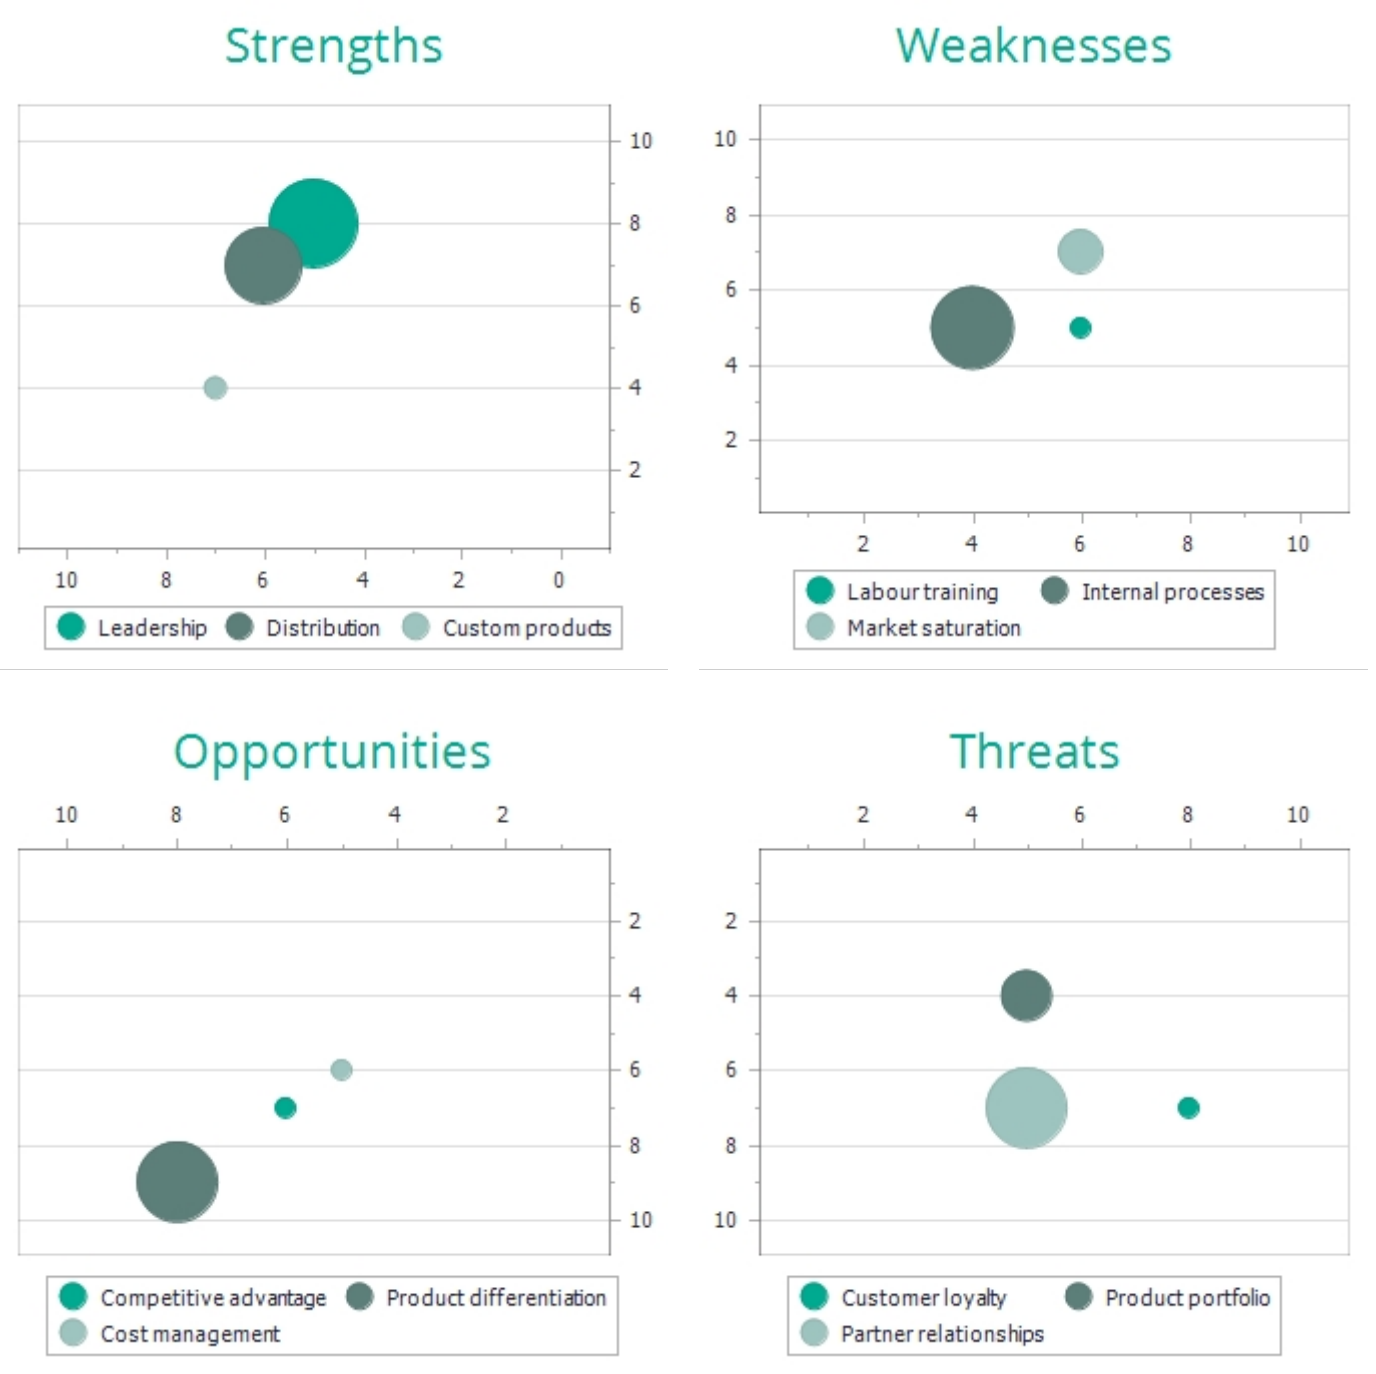 Strengths
10
8
6
4
2
10 8 6 4 2 0
Leadership Distribution Custom products
Weaknesses
10
8
6
4
2
2 4 6 8 10
Labour training Internal processes
Market saturation
Opportunities
10 8 6 4 2
2
4
6
8
10
Competitive advantage Product differentiation
Cost management
Threats
2 4 6 8 10
2
4
6
8
10
Customer loyalty Product portfolio
Partner relationships